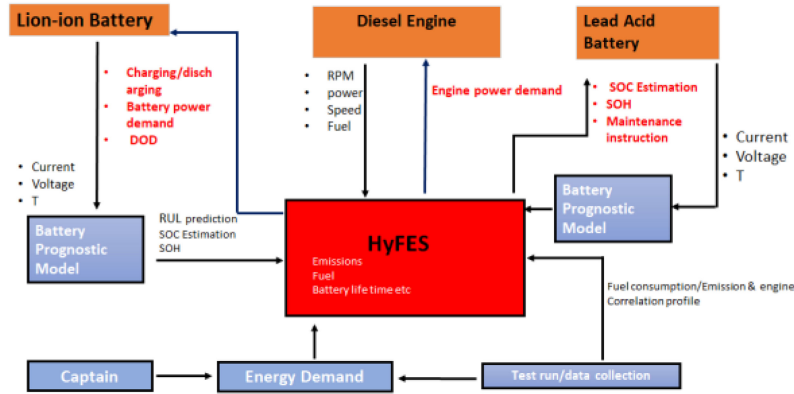 Lion-ion Battery
Diesel Engine
Lead Acid
Battery
• Charging/disch
arging
• Battery power
demand
• DOD
• RPM
• power
• Speed
• Fuel
Engine power demand
• SOC Estimation
• SOH
• Maintenance
instruction
• Current
• Voltage
• T
• Current
• Voltage
• T
Battery
Prognostic
Model
RUL prediction
SOC Estimation
SOH
Battery
Prognostic
Model
HyFES
Emissions
Fuel
Battery life time etc
Fuel consumption/Emission & engine
Correlation profile
Captain
Energy Demand
Test run/data collection